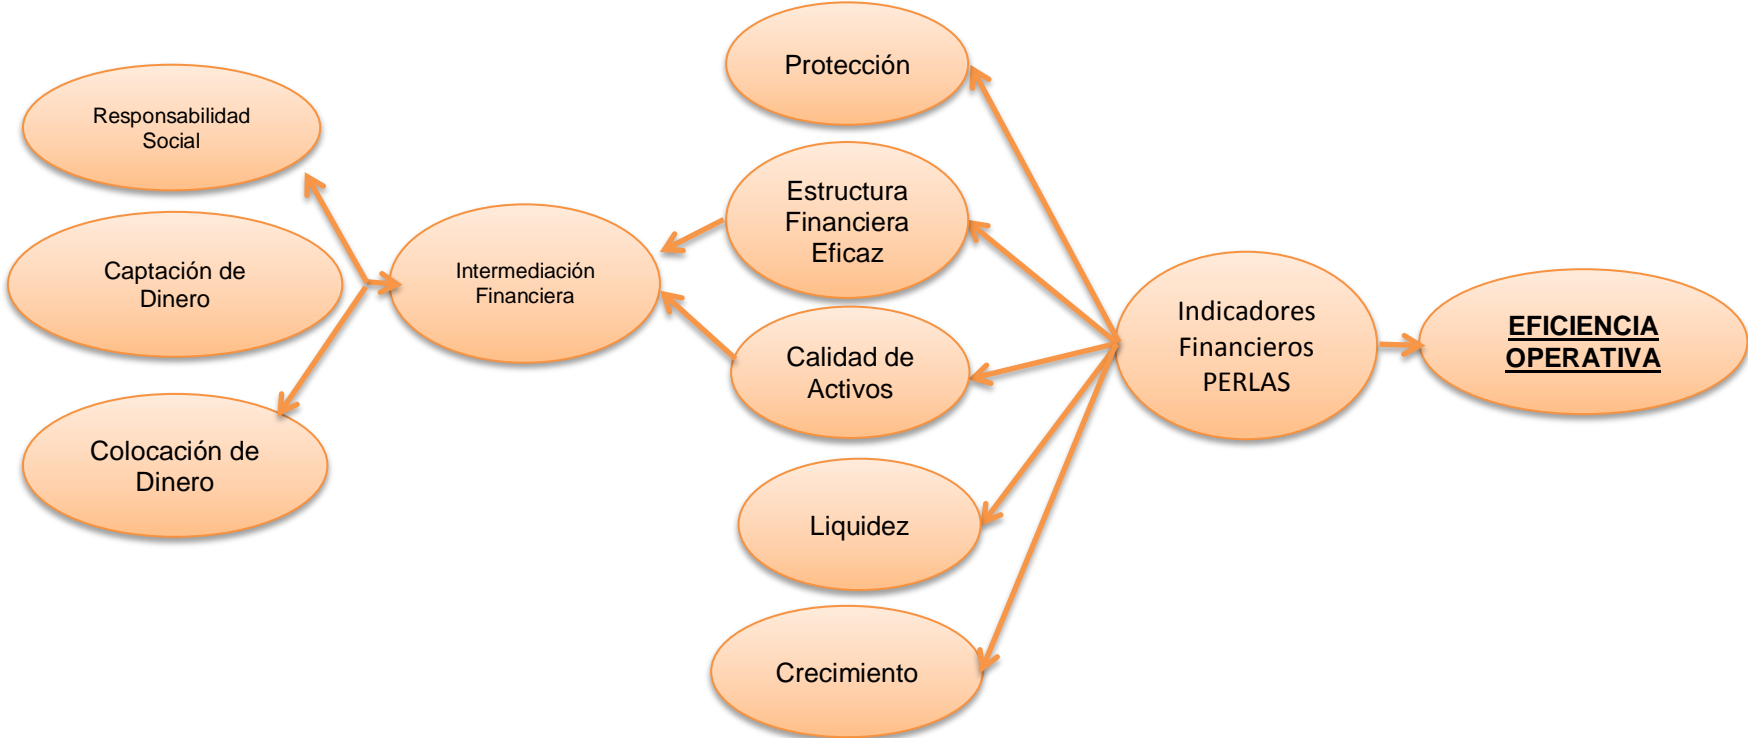 Responsabilidad
Social
Captación de
Dinero
Colocación de
Dinero
Intermediación
Financiera
Protección
Estructura
Financiera
Eficaz
Calidad de
Activos
Liquidez
Crecimiento
Indicadores
Financieros
PERLAS
EFICIENCIA
OPERATIVA